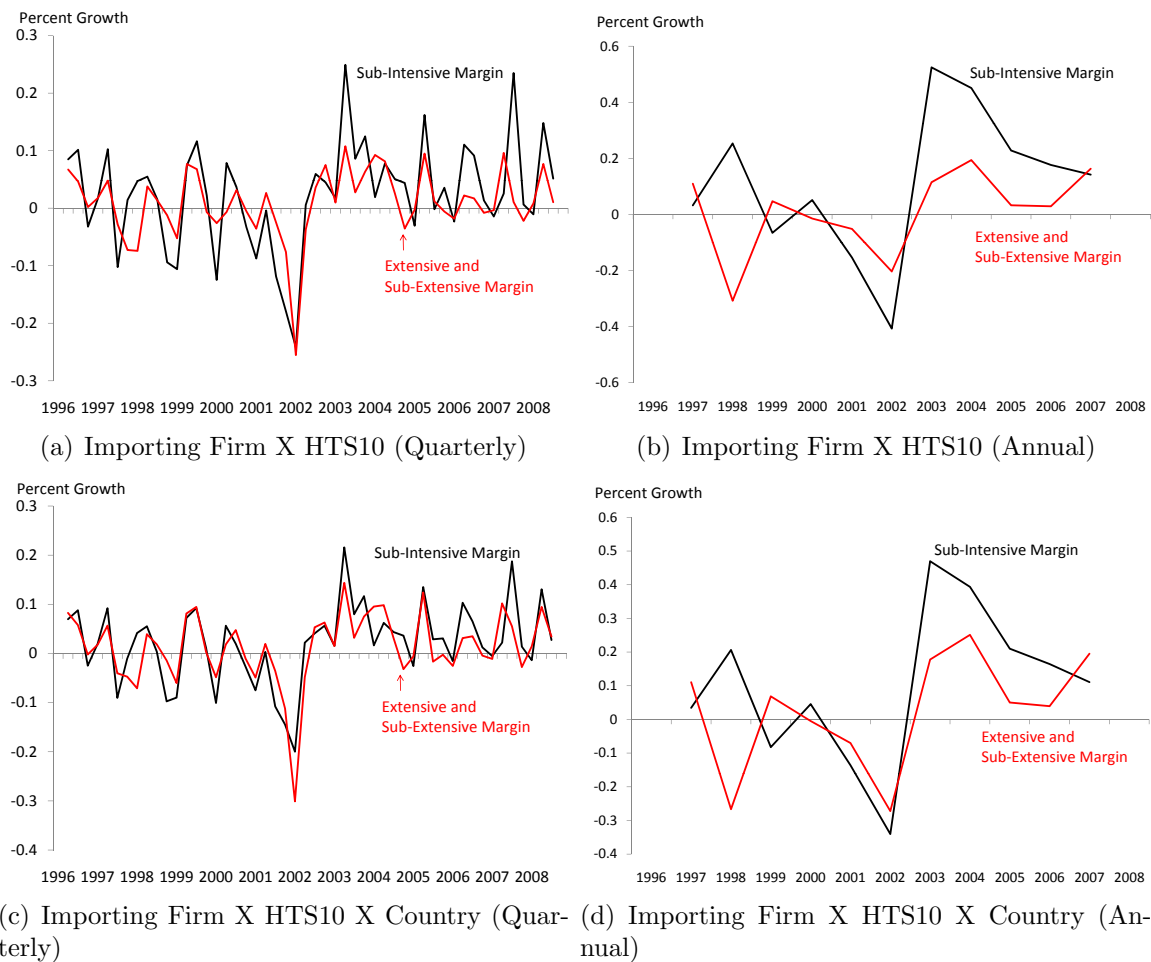 Percent Growth
0.3
0.2
0.1
0
-0.1
-0.2
-0.3
Sub-Intensive Margin
Extensive and
Sub-Extensive Margin
1996 1997 1998 1999 2000 2001 2002 2003 2004 2005 2006 2007 2008
(a) Importing Firm X HTS10 (Quarterly)
Percent Growth
0.6
0.4
0.2
0
-0.2
-0.4
-0.6
Sub-Intensive Margin
Extensive and
Sub-Extensive Margin
1996 1997 1998 1999 2000 2001 2002 2003 2004 2005 2006 2007 2008
(b) Importing Firm X HTS10 (Annual)
Percent Growth
0.3
0.2
0.1
0
-0.1
-0.2
-0.3
-0.4
Sub-Intensive Margin
Extensive and
Sub-Extensive Margin
1996 1997 1998 1999 2000 2001 2002 2003 2004 2005 2006 2007 2008
(c) Importing Firm X HTS10 X Country (Quar-
terly)
Percent Growth
0.6
0.5
0.4
0.3
0.2
0.1
0
-0.1
-0.2
-0.3
-0.4
Sub-Intensive Margin
Extensive and
Sub-Extensive Margin
1996 1997 1998 1999 2000 2001 2002 2003 2004 2005 2006 2007 2008
(d) Importing Firm X HTS10 X Country (An-
nual)